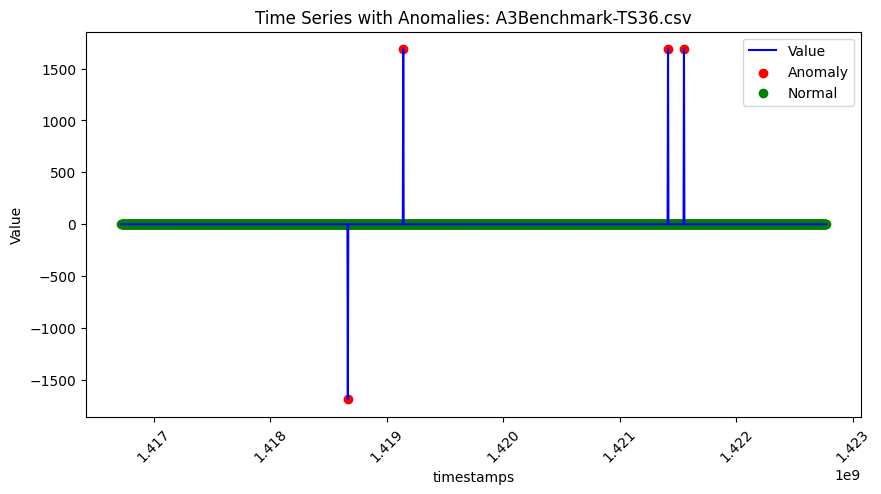 Time Series with Anomalies: A3Benchmark-TS36.csv
Value
Anomaly
Normal
1500
1000
500
0
−500
−1000
−1500
Value
1.417
1.418
1.419
1.420
1.421
1.422
1.423
1e9
timestamps